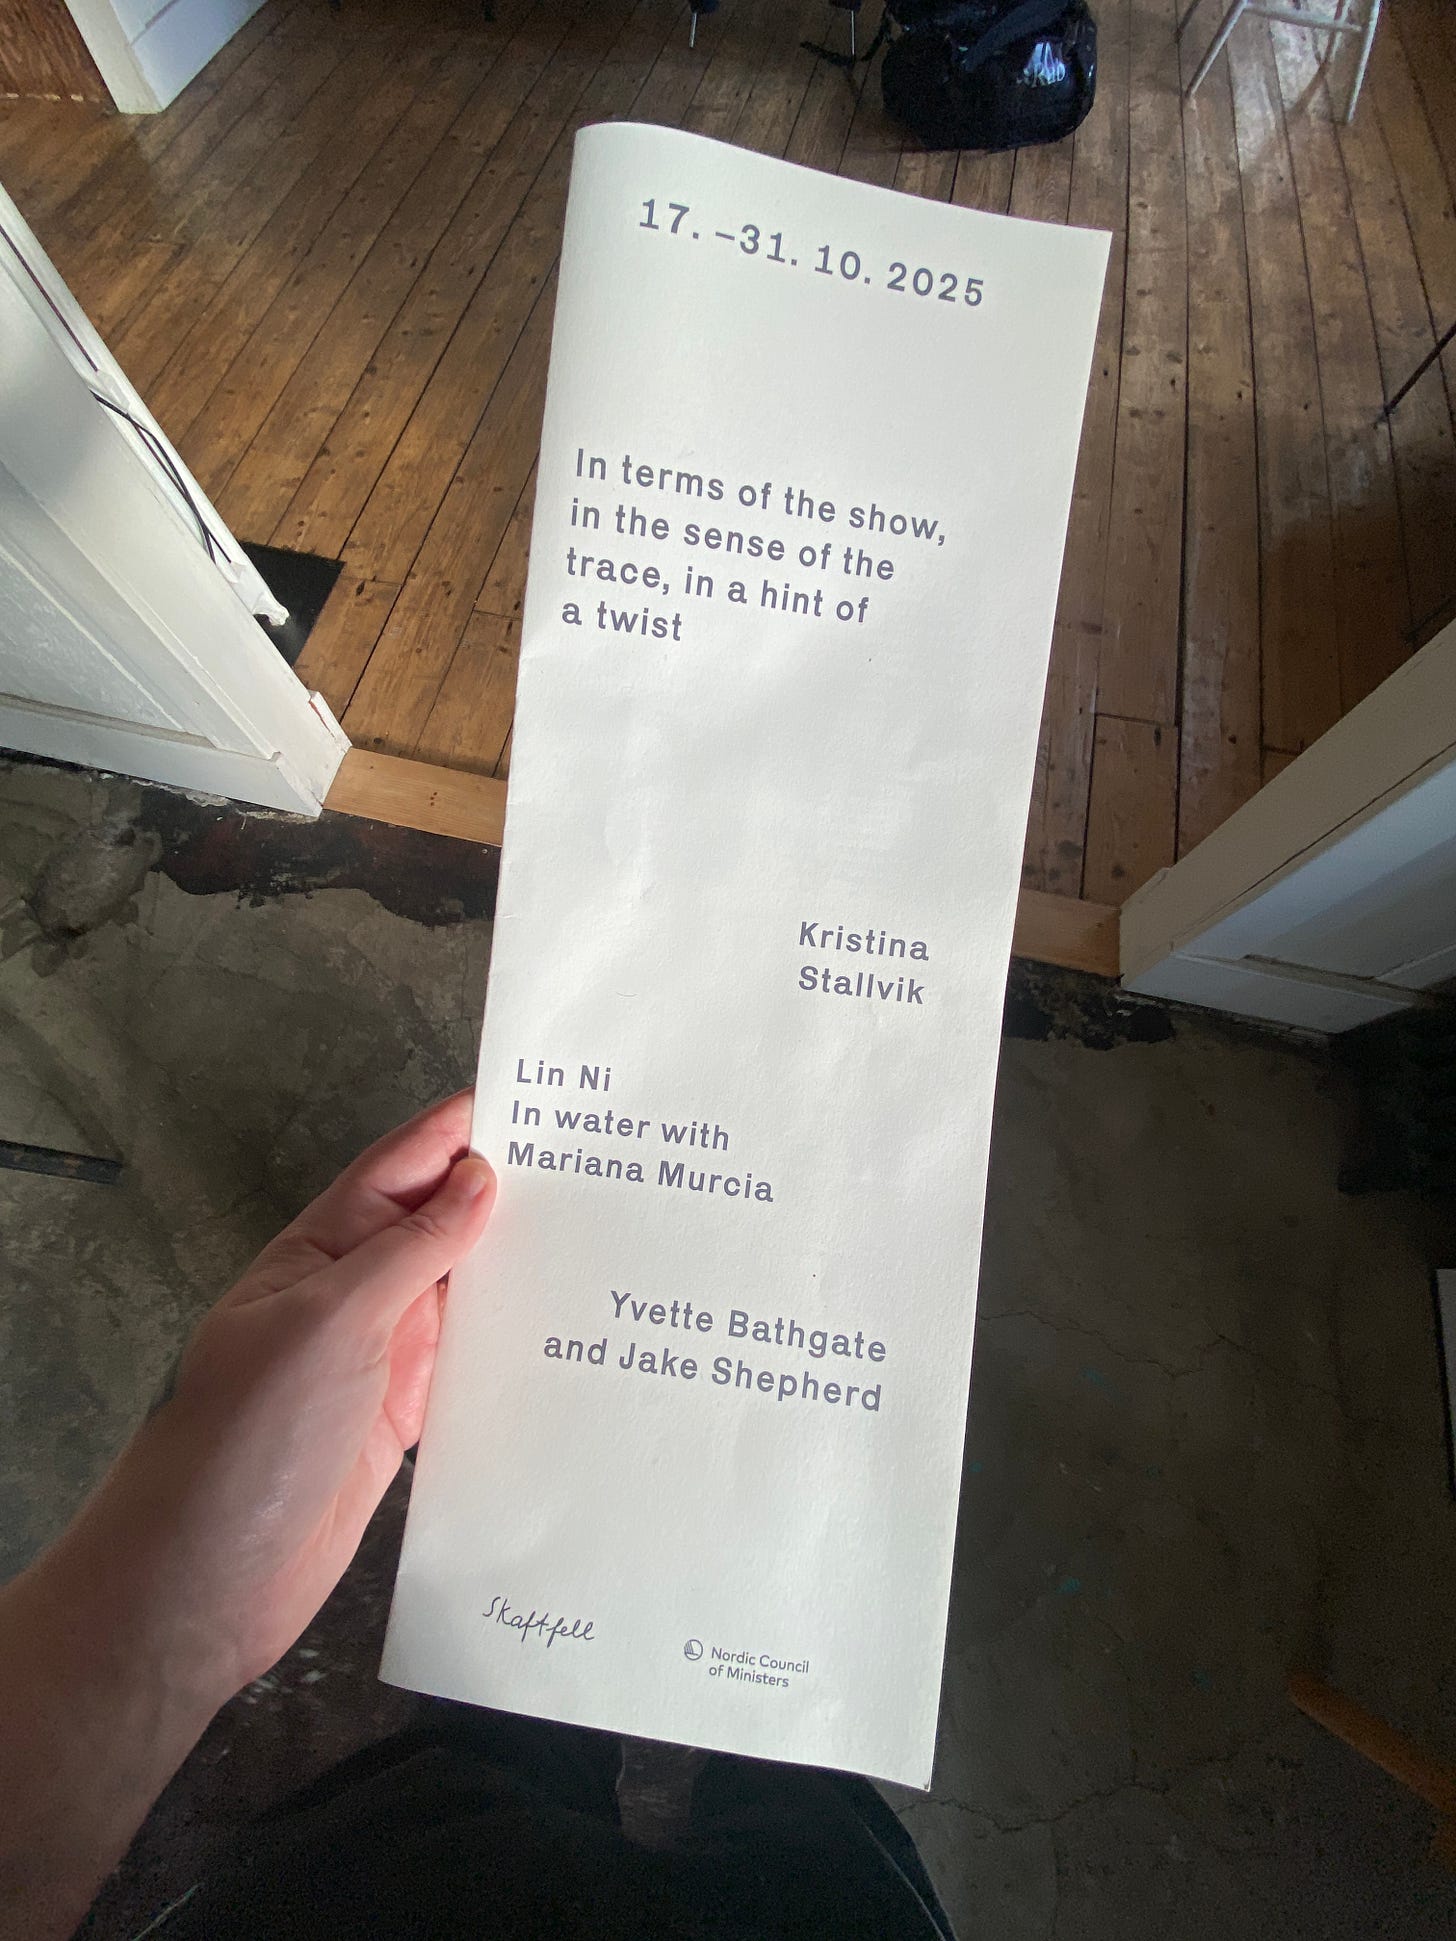 17. –31. 10. 2025
In terms of the show,
in the sense of the
trace, in a hint of
a twist
Kristina
Stallvik
Lin Ni
In water with
Mariana Murcia
Yvette Bathgate
and Jake Shepherd
Skaftfell
Nordic Council
of Ministers